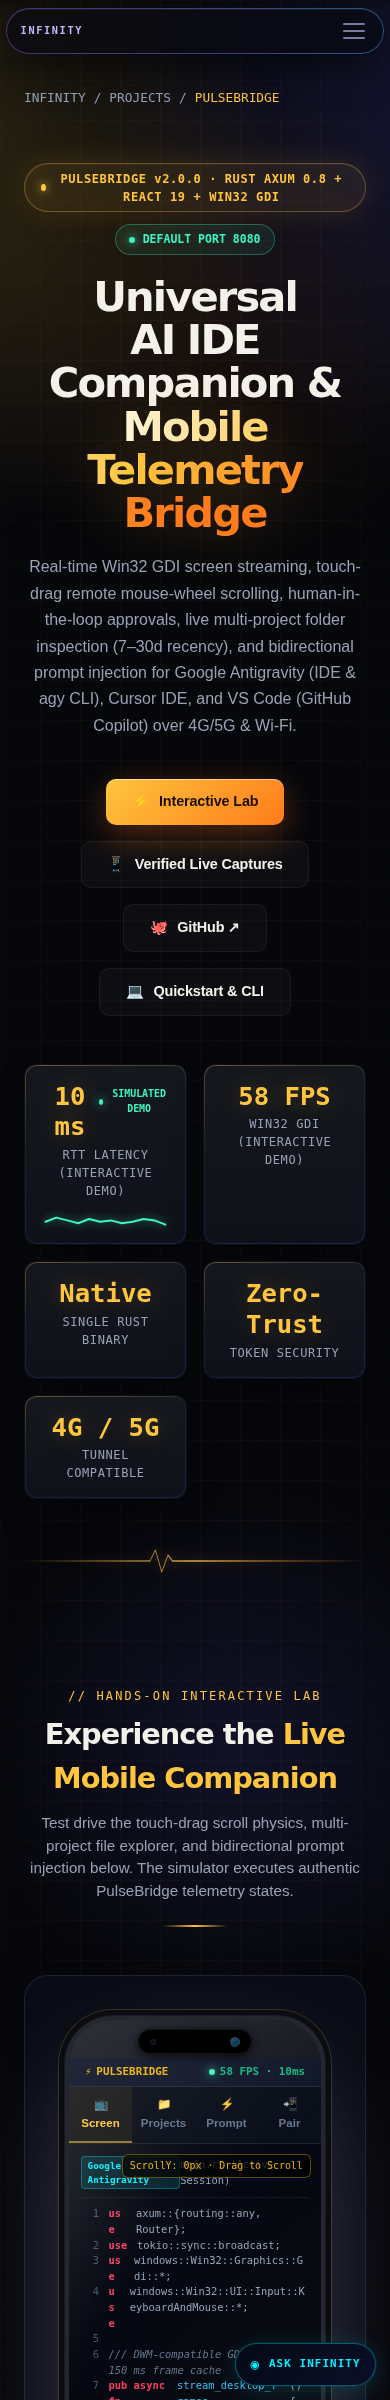 INFINITY
INFINITY / PROJECTS / PULSEBRIDGE
PULSEBRIDGE v2.0.0 · RUST AXUM 0.8 +
REACT 19 + WIN32 GDI
DEFAULT PORT 8080
Universal
AI IDE
Companion &
Mobile
Telemetry
Bridge
Real-time Win32 GDI screen streaming, touch-
drag remote mouse-wheel scrolling, human-in-
the-loop approvals, live multi-project folder
inspection (7–30d recency), and bidirectional
prompt injection for Google Antigravity (IDE &
agy CLI), Cursor IDE, and VS Code (GitHub
Copilot) over 4G/5G & Wi-Fi.
⚡ Interactive Lab
📱 Verified Live Captures
🐙 GitHub ↗
💻 Quickstart & CLI
10 ms
SIMULATED DEMO
RTT LATENCY
(INTERACTIVE
DEMO)
58 FPS
WIN32 GDI
(INTERACTIVE
DEMO)
Native
SINGLE RUST
BINARY
Zero-
Trust
TOKEN SECURITY
4G / 5G
TUNNEL
COMPATIBLE
// HANDS-ON INTERACTIVE LAB
Experience the Live
Mobile Companion
Test drive the touch-drag scroll physics, multi-
project file explorer, and bidirectional prompt
injection below. The simulator executes authentic
PulseBridge telemetry states.
⚡ PULSEBRIDGE
58 FPS · 10ms
📺 Screen
📁 Projects
⚡ Prompt
📲 Pair
Google
Antigravity
ScrollY: 0px · Drag to Scroll
Session)
1 use axum::{routing::any,
Router};
2 use tokio::sync::broadcast;
3 use windows::Win32::Graphics::G
di::*;
4 use windows::Win32::UI::Input::K
eyboardAndMouse::*;
5
6 /// DWM-compatible
150 ms frame cache
7 pub async
ASK INFINITY